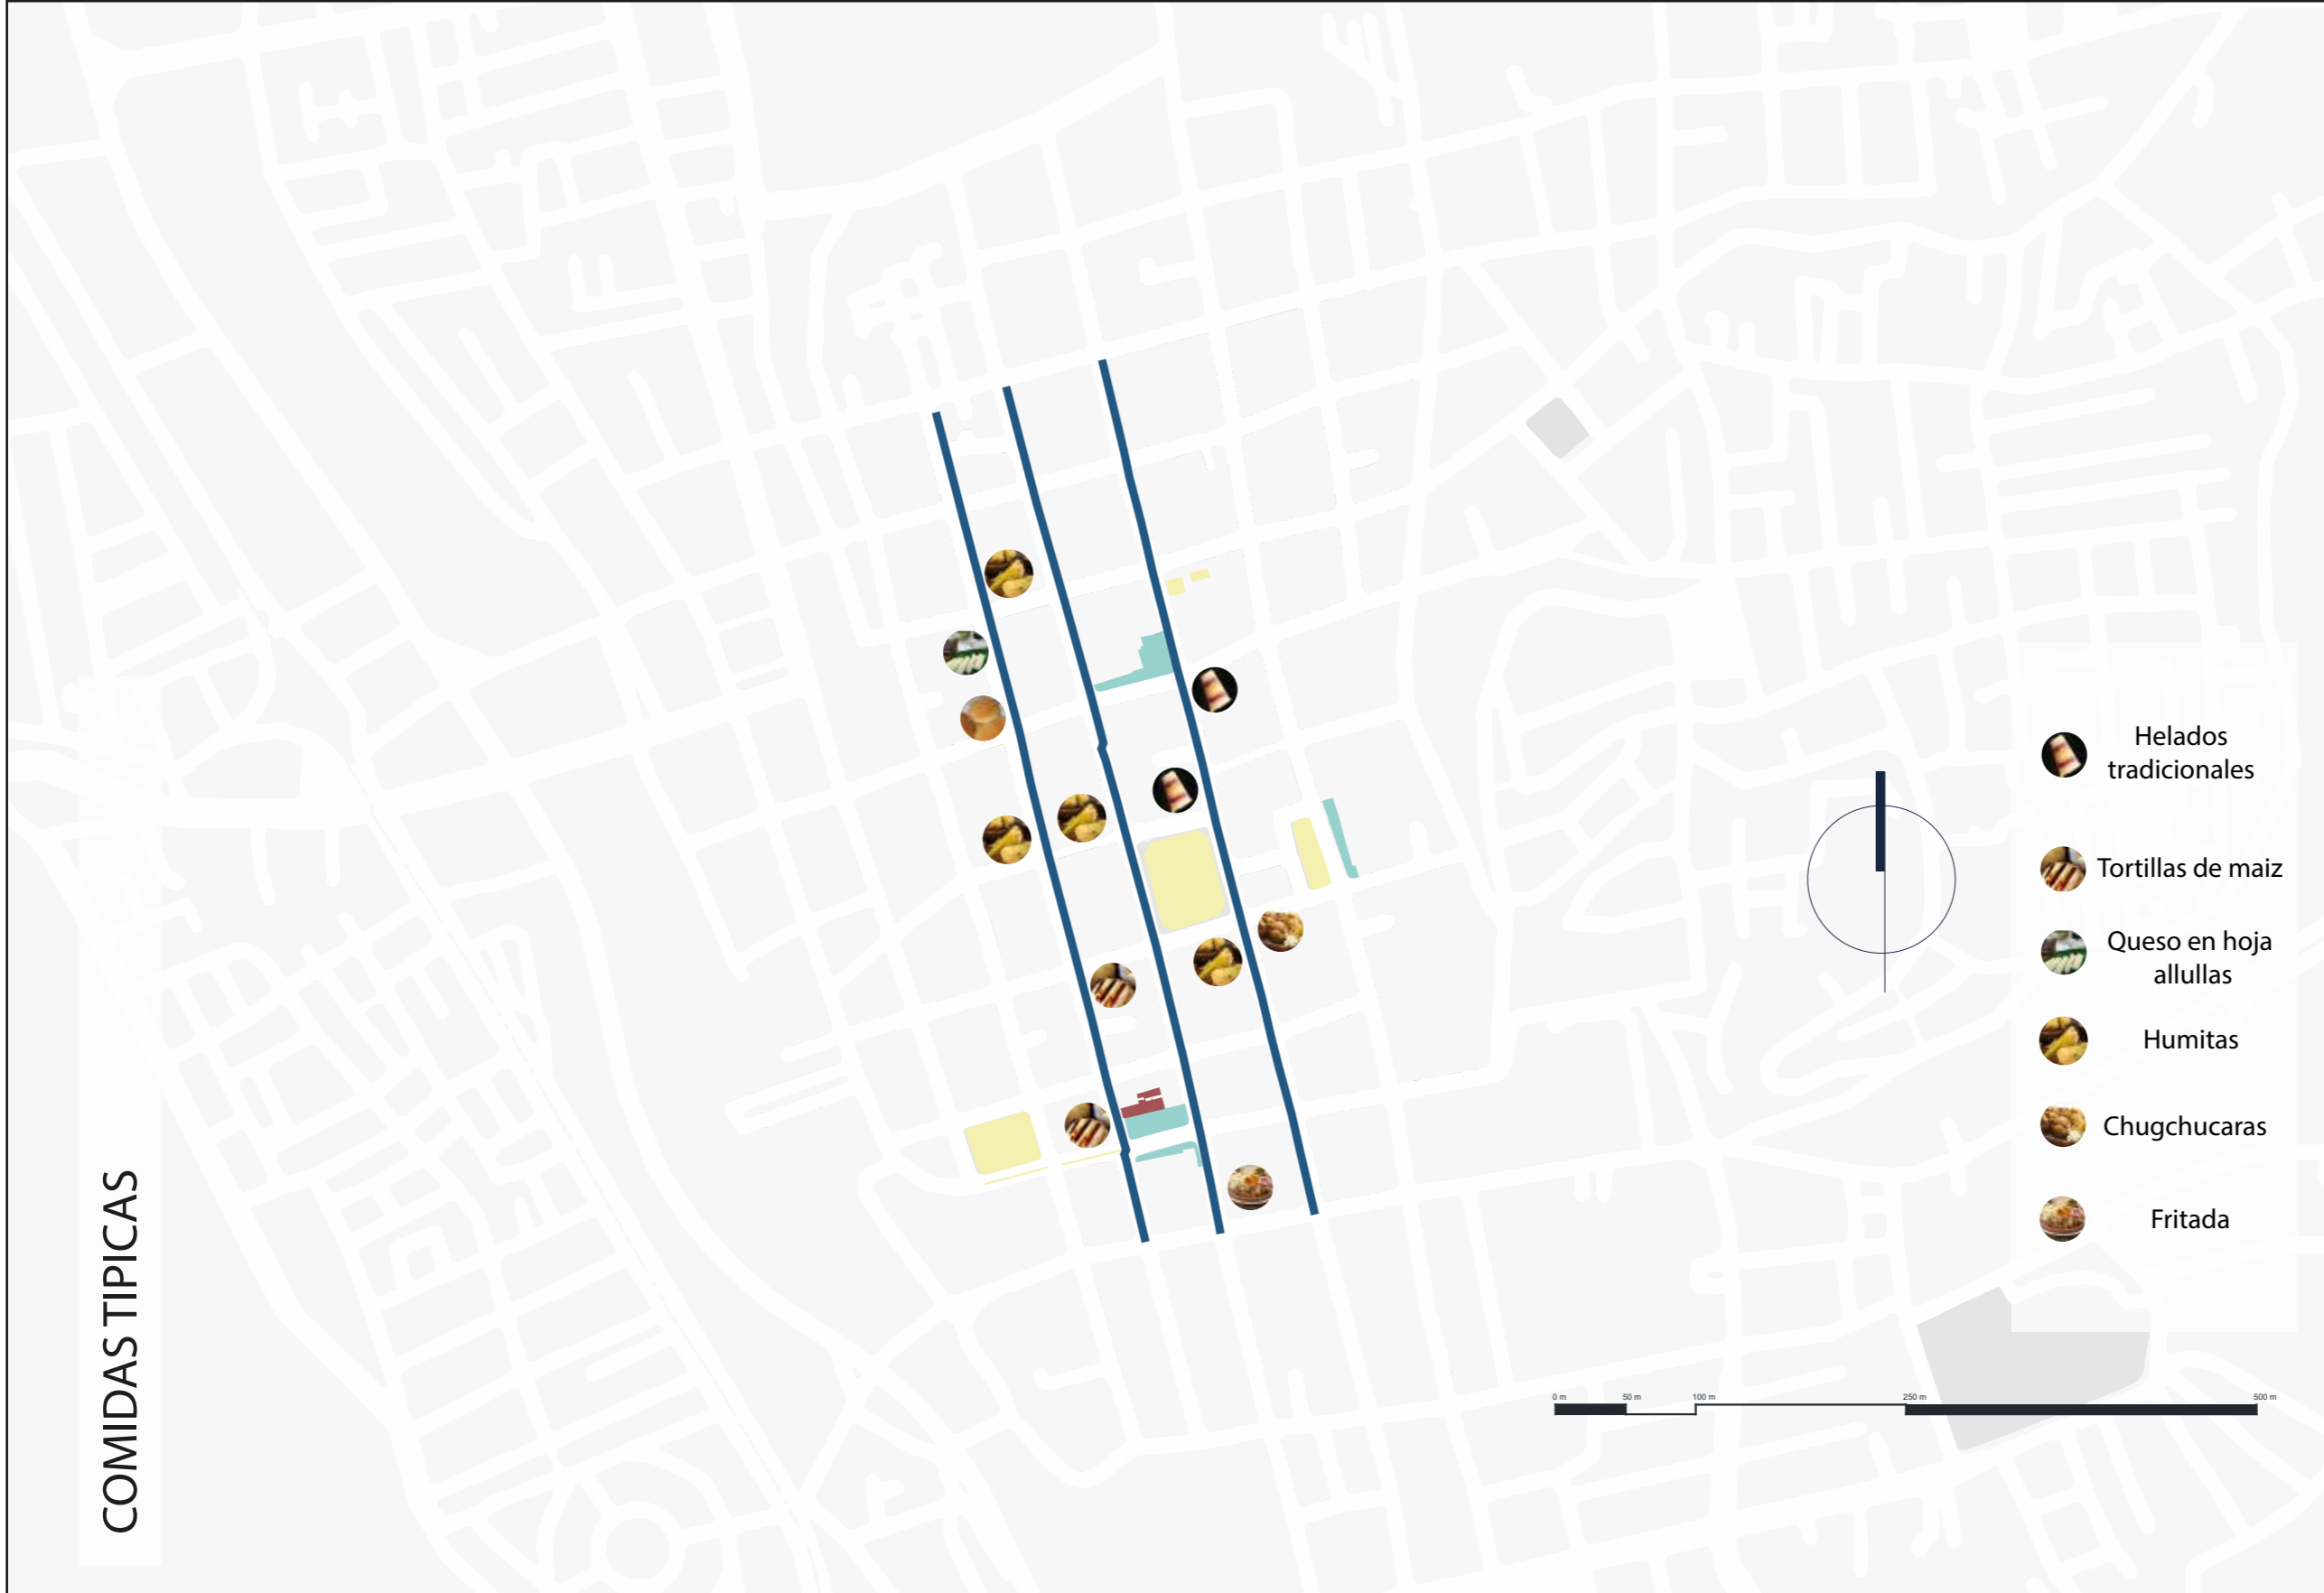 COMIDAS TIPICAS
Helados
tradicionales
Tortillas de maiz
Queso en hoja
allullas
Humitas
Chugchucaras
Fritada
0 m 50 m 100 m 250 m 500 m